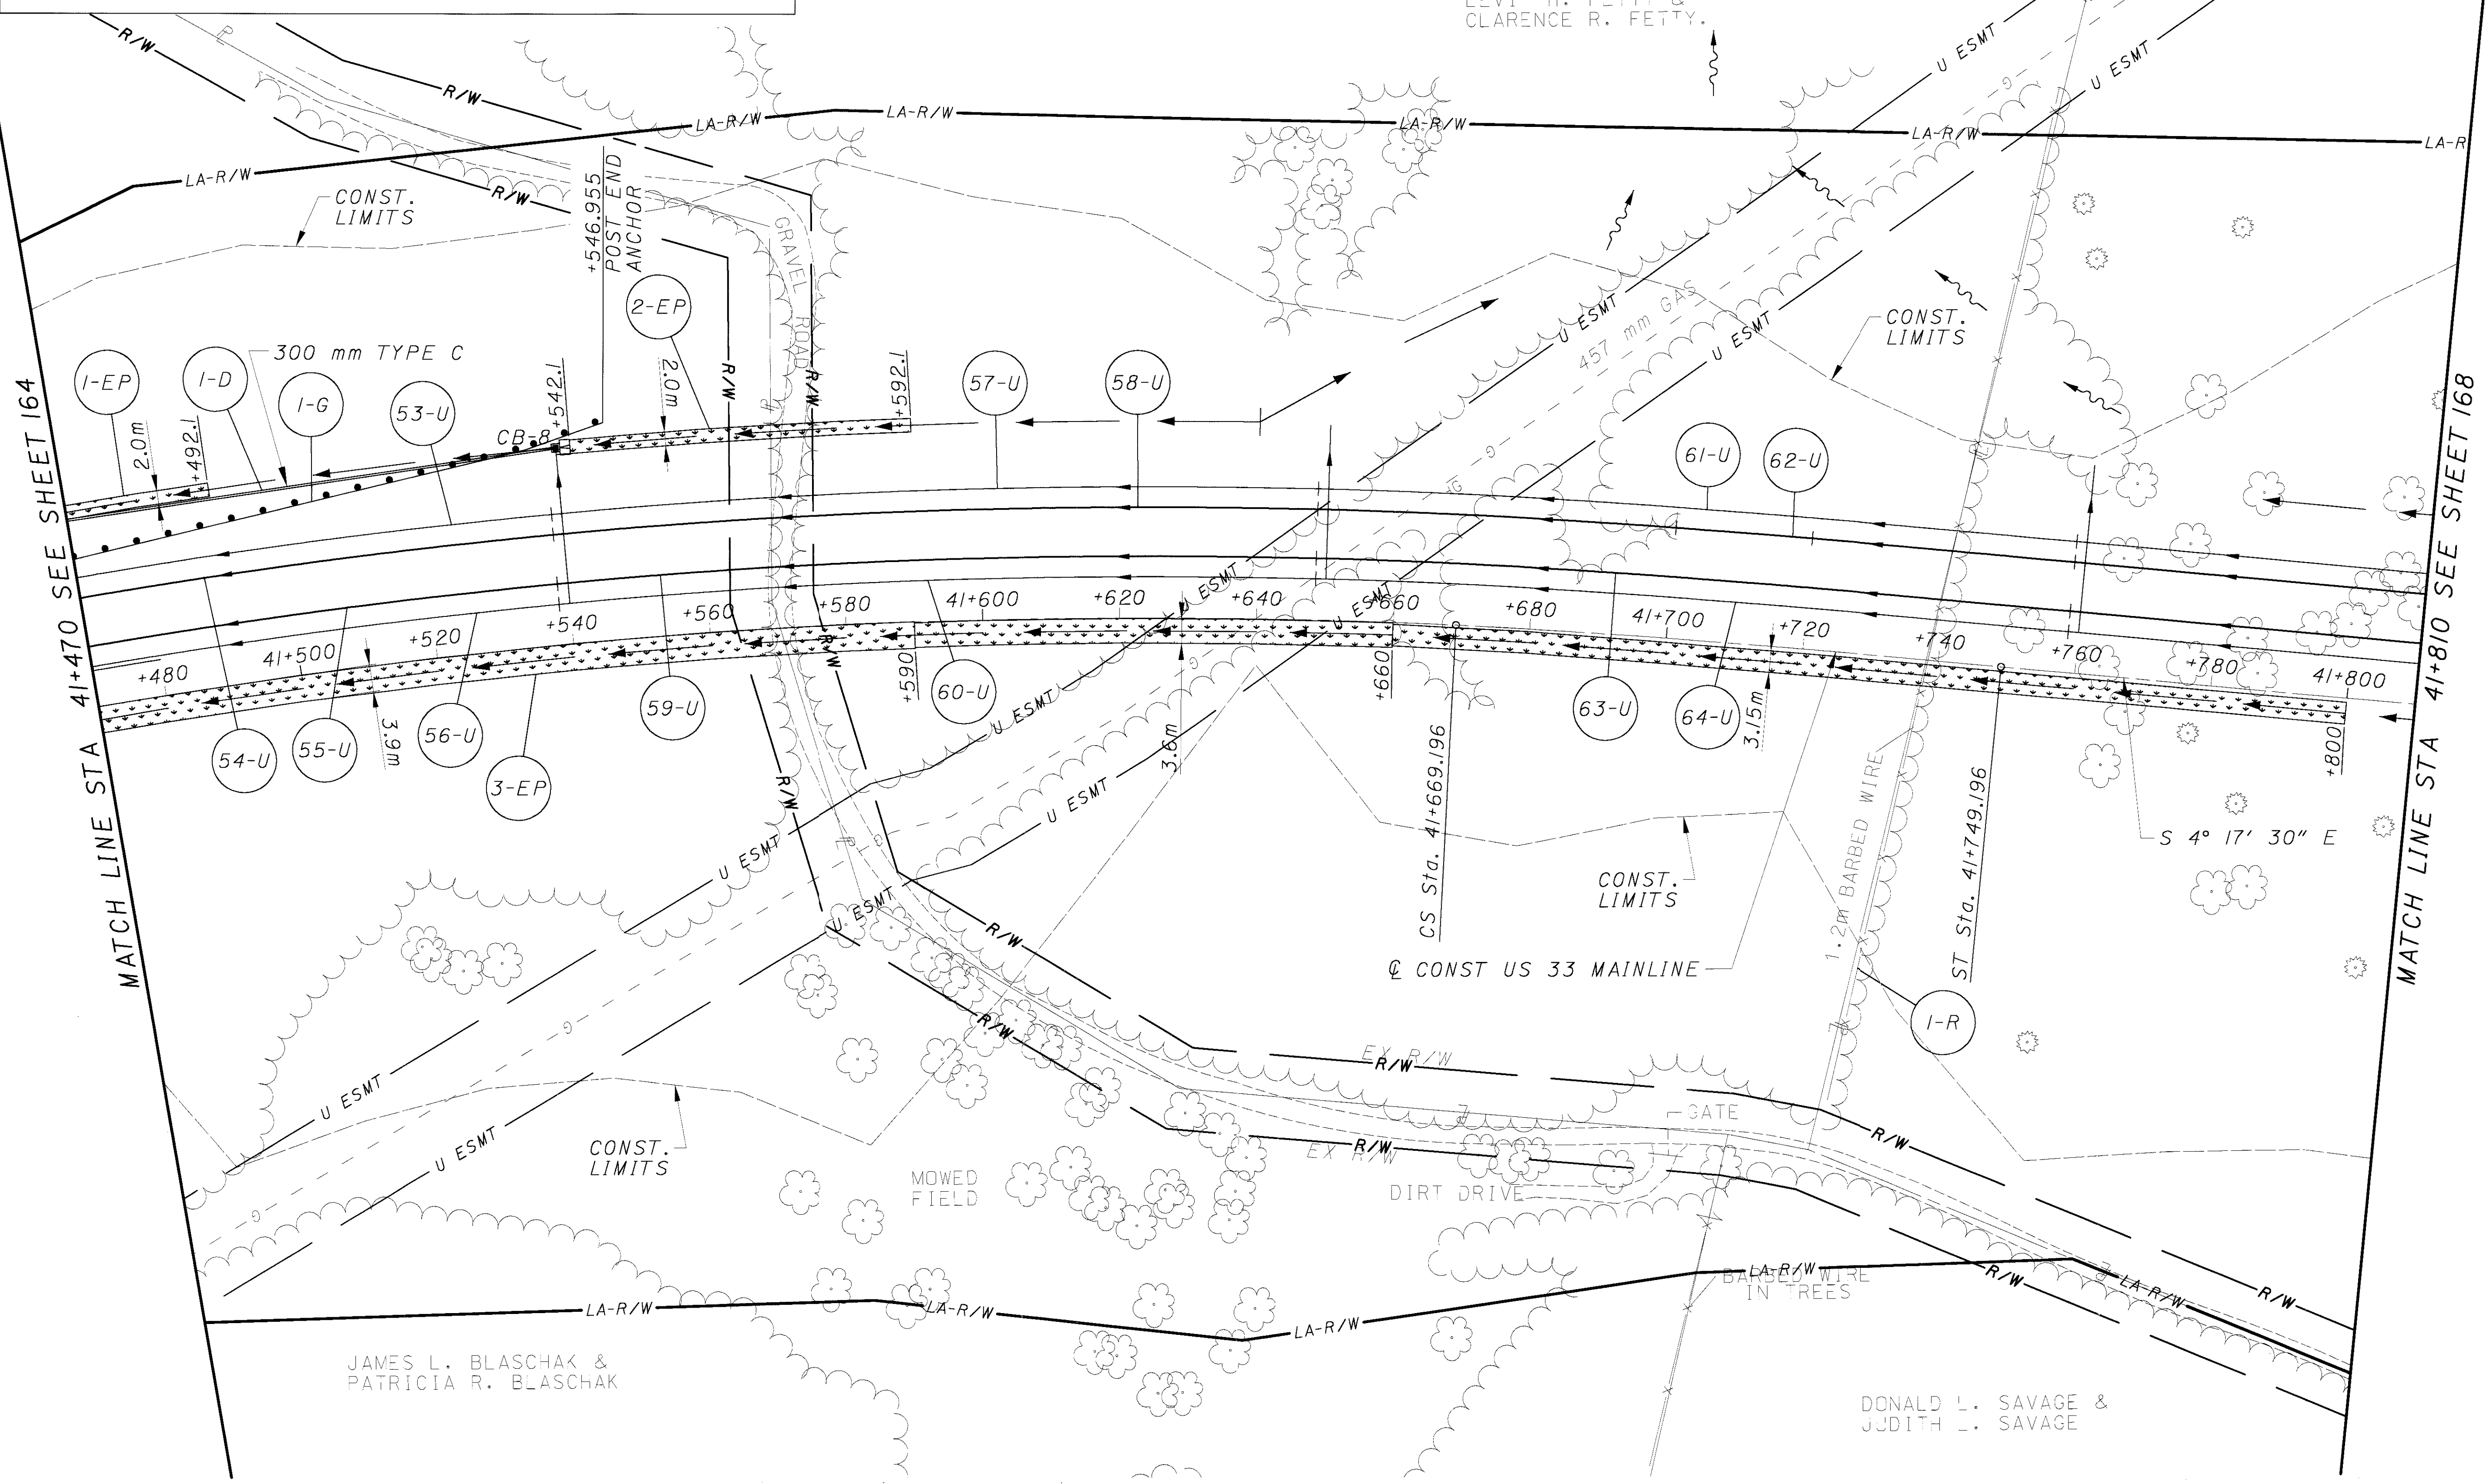 CLARENCE R. FETTY.
R/W
R/W
LA-R/W
LA-R/W
LA-R/W
LA-R/W
LA-R
U ESMT
U ESMT
G
LA-R/W
R/W
CONST.
LIMITS
+546.955
POST END
ANCHOR
GRAVEL ROAD
2-EP
300 mm TYPE C
1-EP
1-D
1-G
53-U
2.0m
+492.1
CB-8
+542.1
2.0m
R/W
R/W
+592.1
57-U
58-U
U ESMT
457 mm GAS
U ESMT
CONST.
LIMITS
61-U
62-U
G
G
MATCH LINE STA 41+470 SEE SHEET 164
MATCH LINE STA 41+810 SEE SHEET 168
+480
41+500
+520
+540
+560
+580
41+600
+620
+640
+660
+680
41+700
+720
+740
+760
+780
41+800
U ESMT
U ESMT
R/W
G
54-U
55-U
3.9m
56-U
3-EP
59-U
+590
60-U
U ESMT
3.6m
+660
CS Sta. 41+669.196
63-U
64-U
3.15m
1.2m BARBED WIRE
ST Sta. 41+749.196
+800
S 4° 17' 30" E
R/W
U ESMT
U ESMT
G
U ESMT
R/W
CONST.
LIMITS
℄ CONST US 33 MAINLINE
1-R
G
R/W
EX R/W
R/W
U ESMT
U ESMT
G
CONST.
LIMITS
GATE
R/W
EX R/W
R/W
MOWED
FIELD
DIRT DRIVE
BARBED WIRE
IN TREES
LA-R/W
R/W
LA-R/W
R/W
LA-R/W
LA-R/W
LA-R/W
JAMES L. BLASCHAK &
PATRICIA R. BLASCHAK
DONALD L. SAVAGE &
JUDITH L. SAVAGE